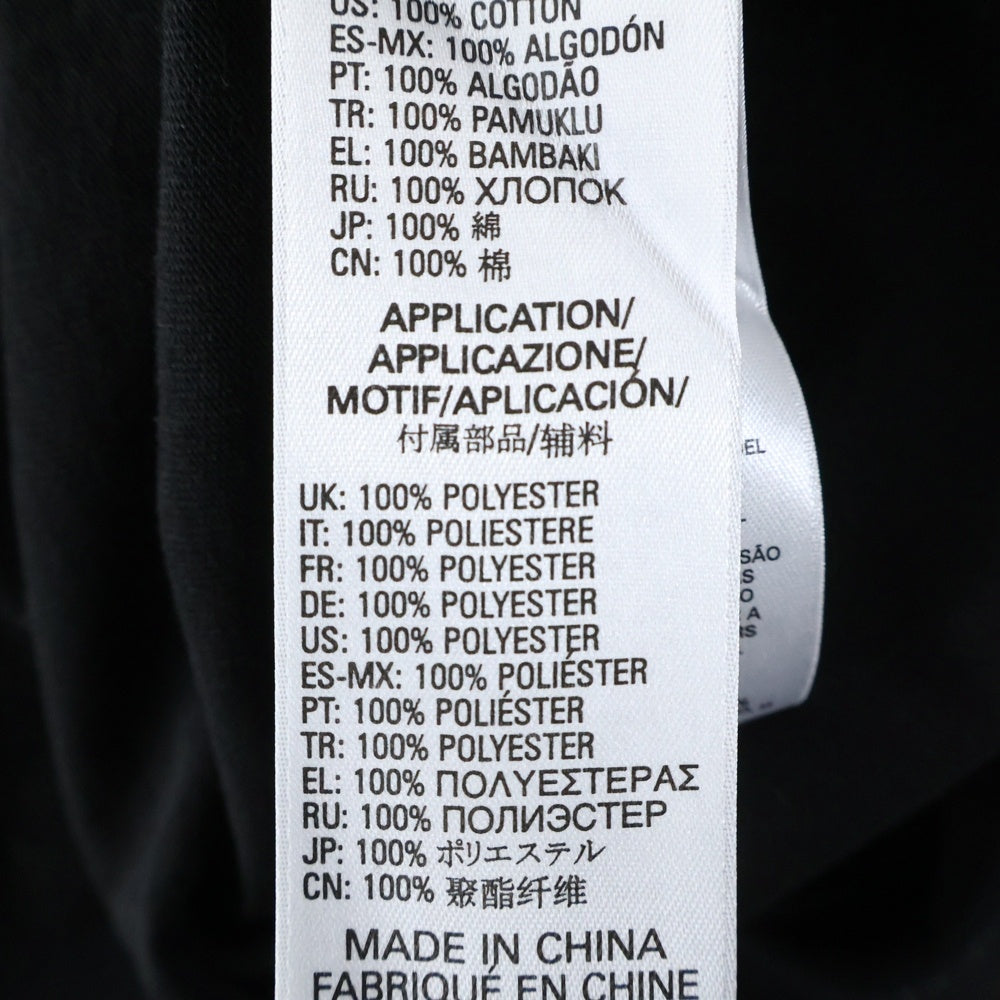 US: 100% COTTON
ES-MX: 100% ALGODÓN
PT: 100% ALGODÃO
TR: 100% PAMUKLU
EL: 100% ΒΑΜΒΑΚΙ
RU: 100% ХЛОПОК
JP: 100% 綿
CN: 100% 棉
APPLICATION/
APPLICAZIONE/
MOTIF/APLICACIÓN/
付属部品/辅料
UK: 100% POLYESTER
IT: 100% POLIESTERE
FR: 100% POLYESTER
DE: 100% POLYESTER
US: 100% POLYESTER
ES-MX: 100% POLIÉSTER
PT: 100% POLIÉSTER
TR: 100% POLYESTER
EL: 100% ΠΟΛΥΕΣΤΕΡΑΣ
RU: 100% ПОЛИЭСТЕР
JP: 100% ポリエステル
CN: 100% 聚酯纤维
MADE IN CHINA
FABRIQUÉ EN CHINE